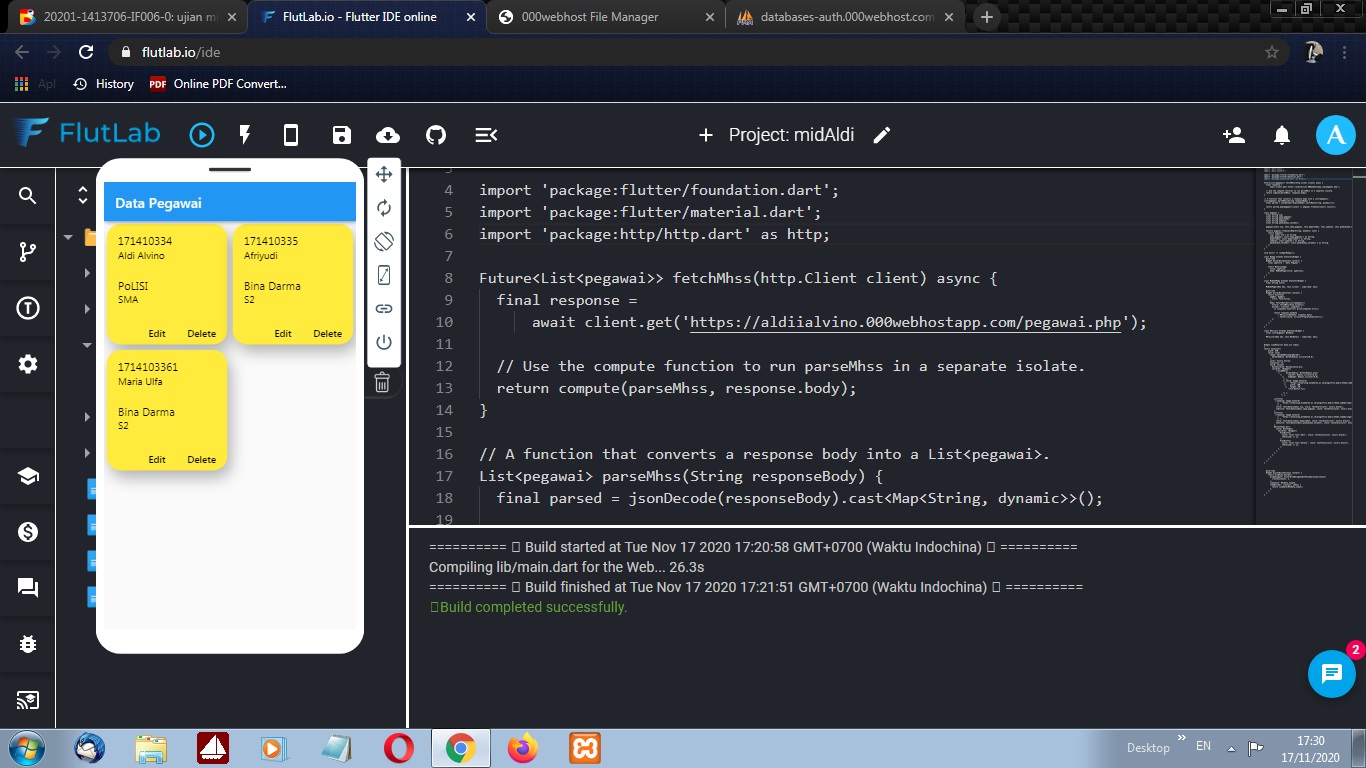 20201-1413706-IF006-0: ujian mi
FlutLab.io - Flutter IDE online
000webhost File Manager
databases-auth.000webhost.com
flutlab.io/ide
Apl
History
PDF
Online PDF Convert...
FlutLab
Project: midAldi
A
Data Pegawai
171410334
Aldi Alvino
PoLISI
SMA
Edit Delete
171410335
Afriyudi
Bina Darma
S2
Edit Delete
1714103361
Maria Ulfa
Bina Darma
S2
Edit Delete
4 import 'package:flutter/foundation.dart';
5 import 'package:flutter/material.dart';
6 import 'package:http/http.dart' as http;
7
8 Future<List<pegawai>> fetchMhss(http.Client client) async {
9 final response =
10 await client.get('https://aldiialvino.000webhostapp.com/pegawai.php');
11
12 // Use the compute function to run parseMhss in a separate isolate.
13 return compute(parseMhss, response.body);
14 }
15
16 // A function that converts a response body into a List<pegawai>.
17 List<pegawai> parseMhss(String responseBody) {
18 final parsed = jsonDecode(responseBody).cast<Map<String, dynamic>>();
19
========== Build started at Tue Nov 17 2020 17:20:58 GMT+0700 (Waktu Indochina) ==========
Compiling lib/main.dart for the Web... 26.3s
========== Build finished at Tue Nov 17 2020 17:21:51 GMT+0700 (Waktu Indochina) ==========
Build completed successfully.
2
Desktop
EN
17:30
17/11/2020